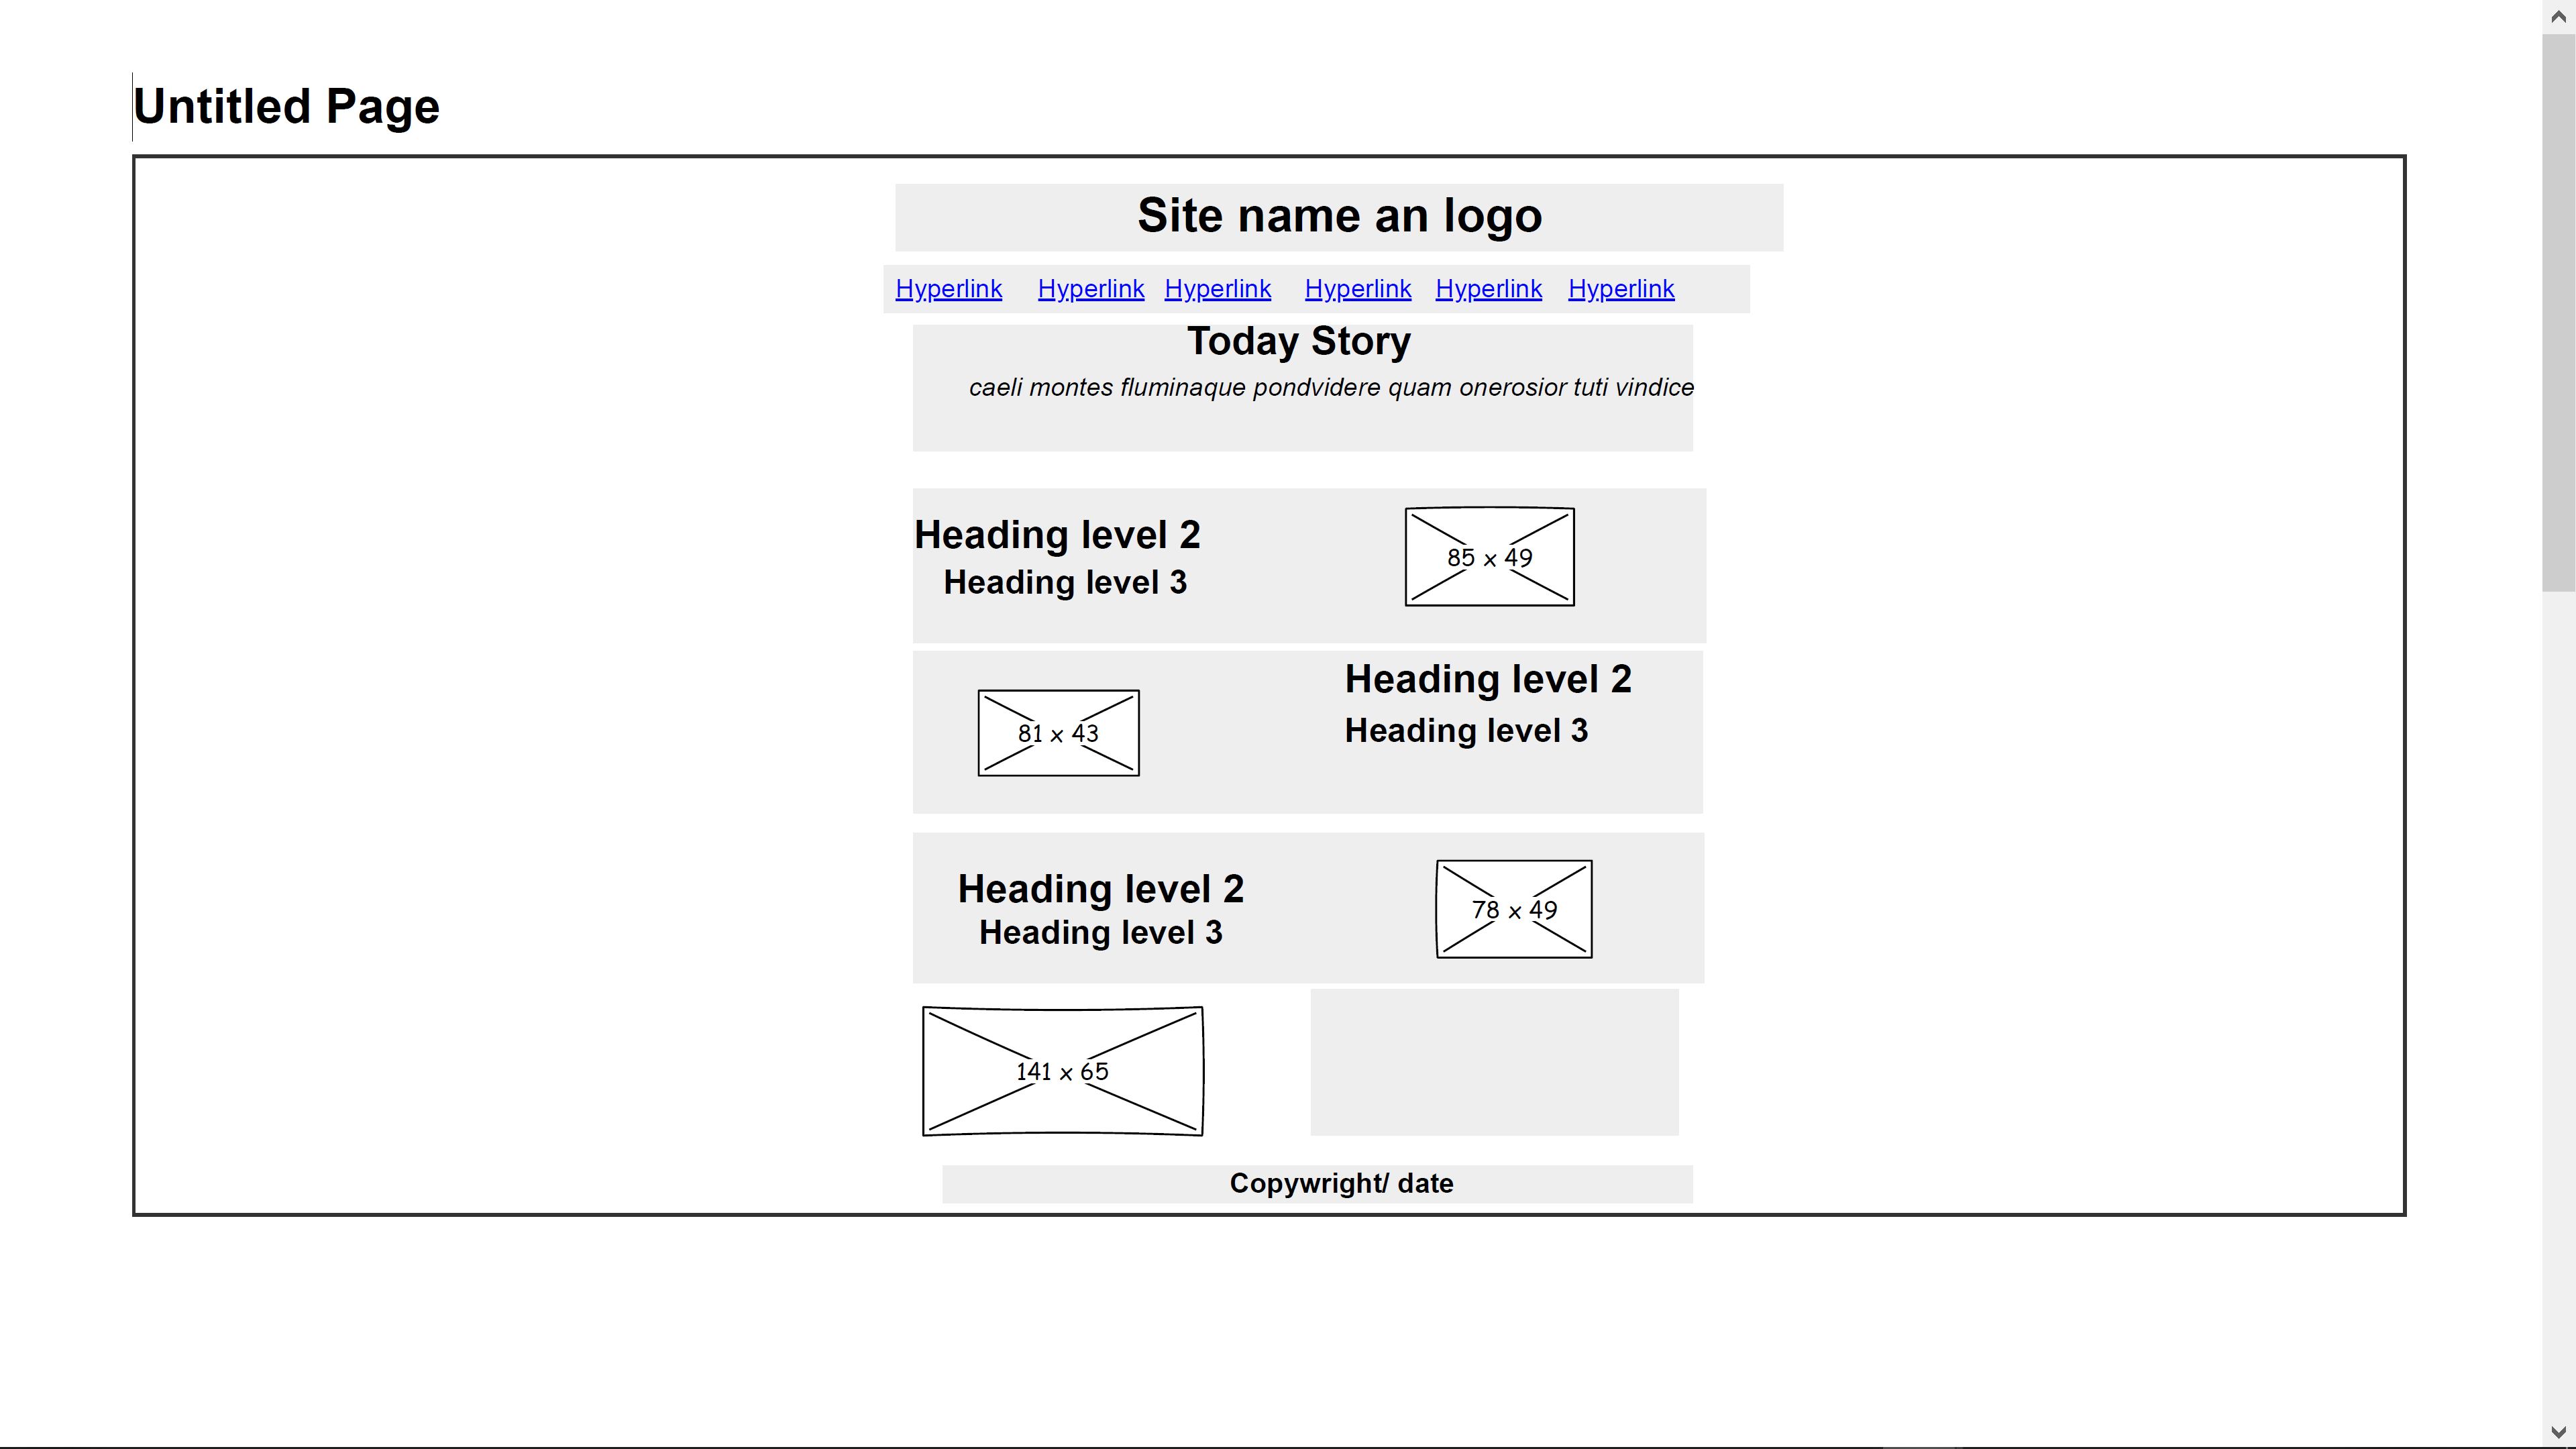 Untitled Page
Site name an logo
Hyperlink Hyperlink Hyperlink Hyperlink Hyperlink Hyperlink
Today Story
caeli montes fluminaque pondvidere quam onerosior tuti vindice
Heading level 2
Heading level 3
85 x 49
81 x 43
Heading level 2
Heading level 3
Heading level 2
Heading level 3
78 x 49
141 x 65
Copywright/ date